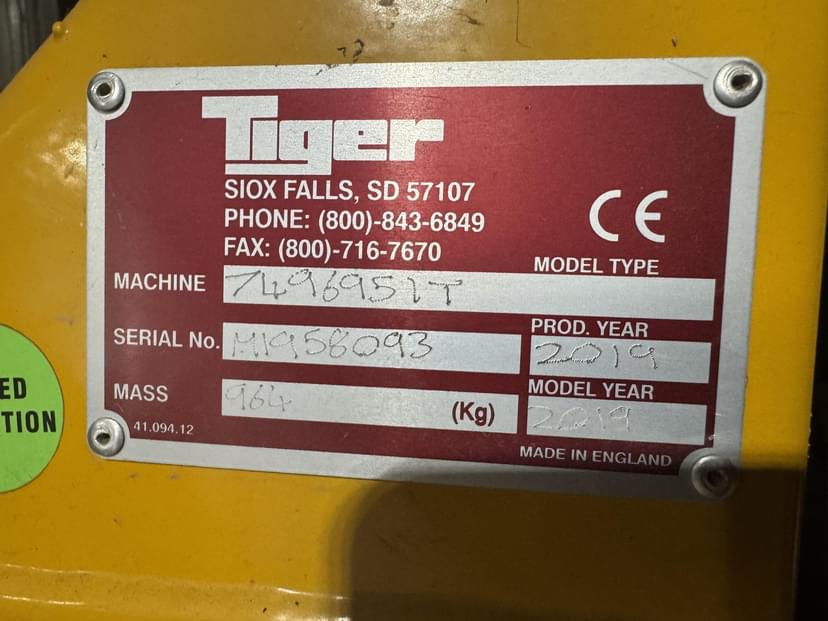 Tiger
SIOX FALLS, SD 57107
PHONE: (800)-843-6849
FAX: (800)-716-7670
CE
MODEL TYPE
MACHINE 7496951T
PROD. YEAR
SERIAL No. M1958093 2019
MODEL YEAR
MASS 964 (Kg) 2019
41.094.12
MADE IN ENGLAND
ED
TION